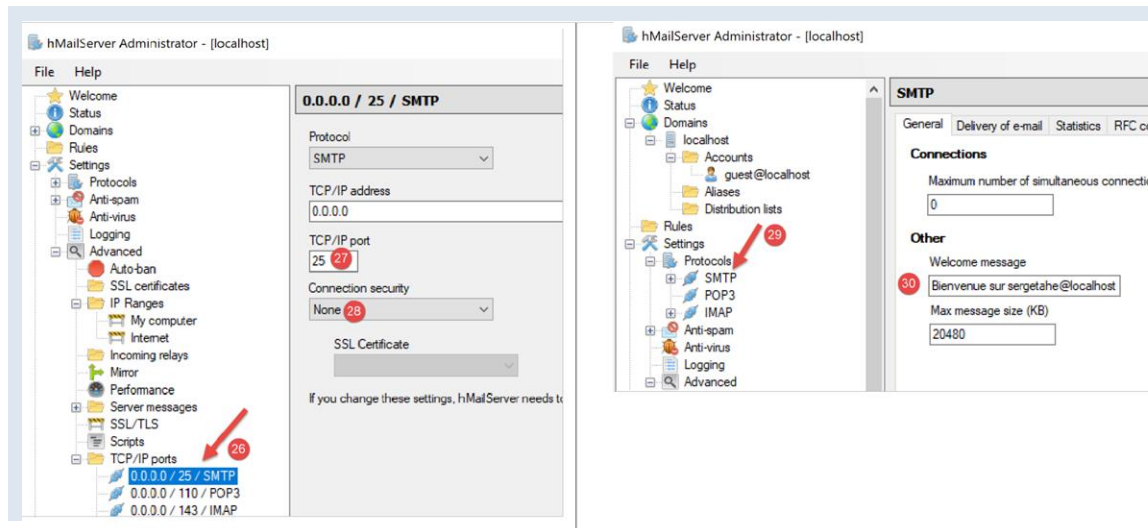 hMailServer Administrator - [localhost]
File Help
Welcome
Status
Domains
Rules
Settings
Protocols
Anti-spam
Anti-virus
Logging
Advanced
Auto-ban
SSL certificates
IP Ranges
My computer
Internet
Incoming relays
Mirror
Performance
Server messages
SSL/TLS
Scripts
26
TCP/IP ports
0.0.0.0 / 25 / SMTP
0.0.0.0 / 110 / POP3
0.0.0.0 / 143 / IMAP
0.0.0.0 / 25 / SMTP
Protocol
SMTP
TCP/IP address
0.0.0.0
TCP/IP port
25 27
Connection security
None 28
SSL Certificate
If you change these settings, hMailServer needs to
hMailServer Administrator - [localhost]
File Help
Welcome
Status
Domains
localhost
Accounts
guest@localhost
Aliases
Distribution lists
Rules
29
Settings
Protocols
SMTP
POP3
IMAP
Anti-spam
Anti-virus
Logging
Advanced
SMTP
General Delivery of e-mail Statistics RFC co
Connections
Maximum number of simultaneous connecti
0
Other
Welcome message
30 Bienvenue sur sergetahe@localhost
Max message size (KB)
20480